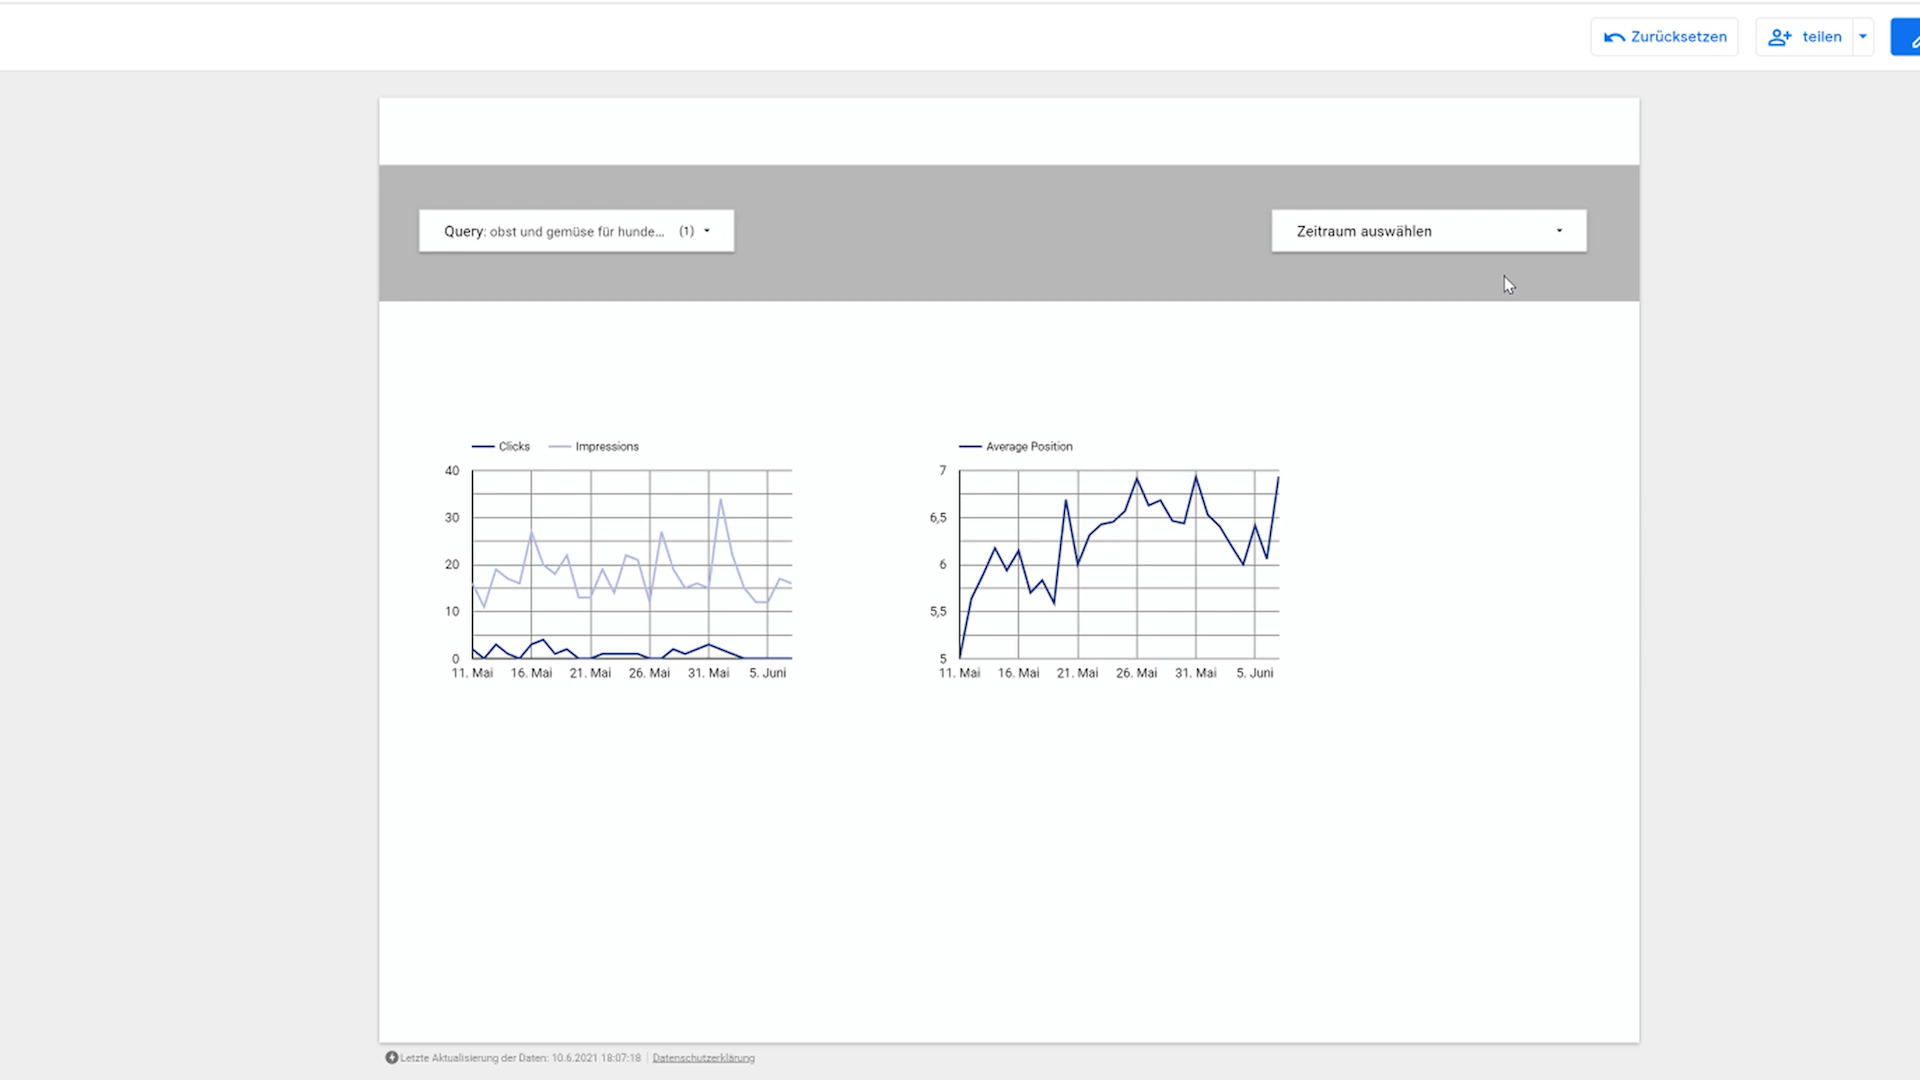 Zurücksetzen
teilen
Query: obst und gemüse für hunde... (1)
Zeitraum auswählen
Clicks Impressions
40
30
20
10
0
11. Mai 16. Mai 21. Mai 26. Mai 31. Mai 5. Juni
Average Position
7
6,5
6
5,5
5
11. Mai 16. Mai 21. Mai 26. Mai 31. Mai 5. Juni
Letzte Aktualisierung der Daten: 10.6.2021 18:07:18 Datenschutzerklärung